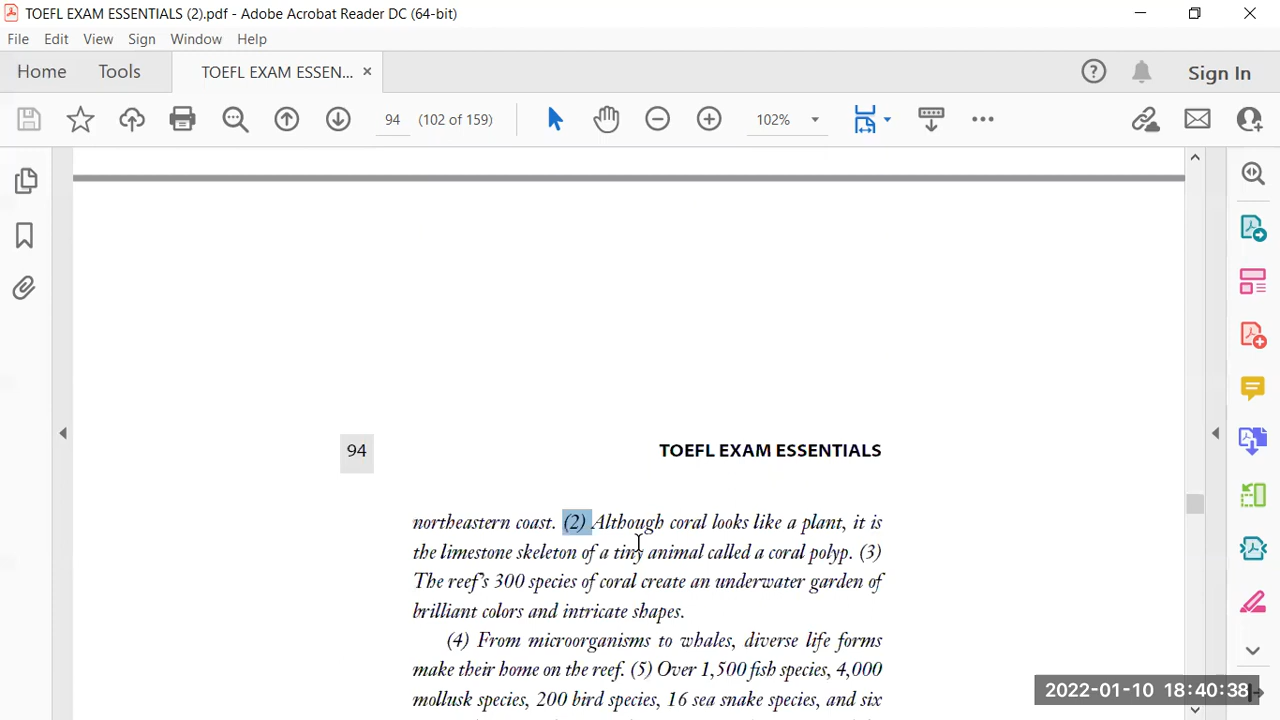 TOEFL EXAM ESSENTIALS (2).pdf - Adobe Acrobat Reader DC (64-bit)
File Edit View Sign Window Help
Home Tools TOEFL EXAM ESSEN... × Sign In
94 (102 of 159) 102%
94 TOEFL EXAM ESSENTIALS
northeastern coast. (2) Although coral looks like a plant, it is
the limestone skeleton of a tiny animal called a coral polyp. (3)
The reef's 300 species of coral create an underwater garden of
brilliant colors and intricate shapes.
(4) From microorganisms to whales, diverse life forms
make their home on the reef. (5) Over 1,500 fish species, 4,000
mollusk species, 200 bird species, 16 sea snake species, and six
2022-01-10 18:40:38